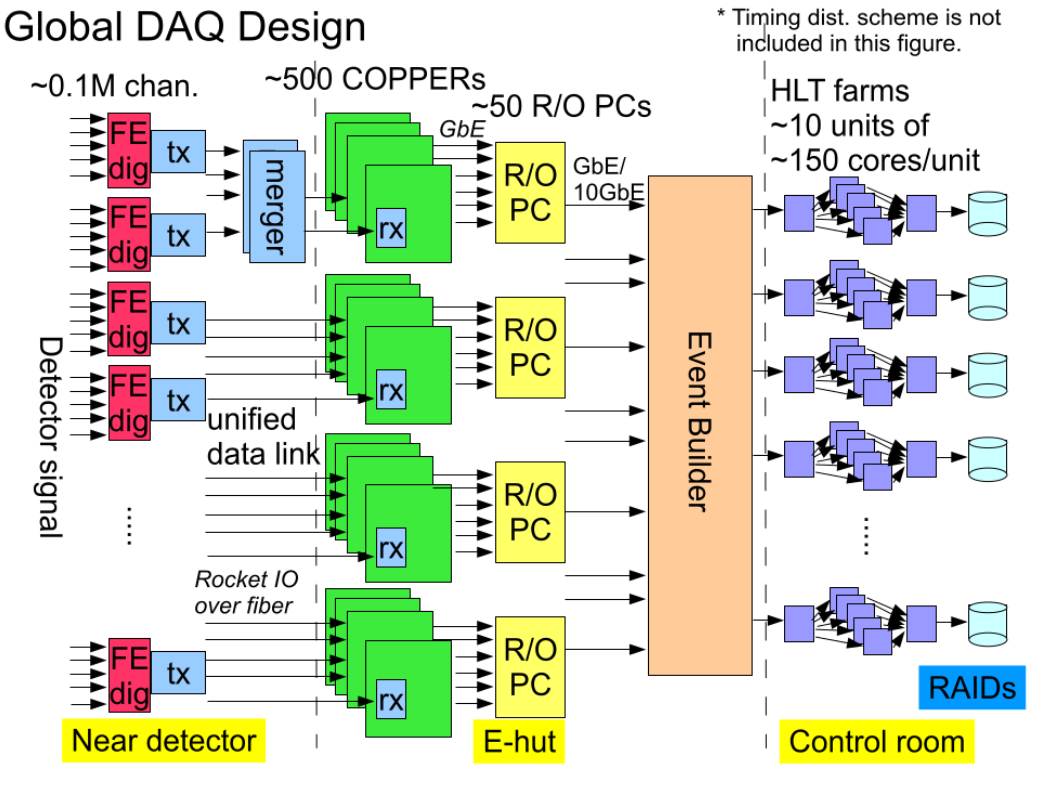 Global DAQ Design
* Timing dist. scheme is not
included in this figure.
~0.1M chan.
~500 COPPERs
~50 R/O PCs
HLT farms
~10 units of
~150 cores/unit
GbE
GbE/
10GbE
FE
dig
tx
FE
dig
tx
merger
rx
R/O
PC
FE
dig
tx
FE
dig
tx
rx
R/O
PC
Detector signal
unified
data link
Event Builder
rx
R/O
PC
.....
.....
Rocket IO
over fiber
FE
dig
tx
rx
R/O
PC
RAIDs
Near detector
E-hut
Control room